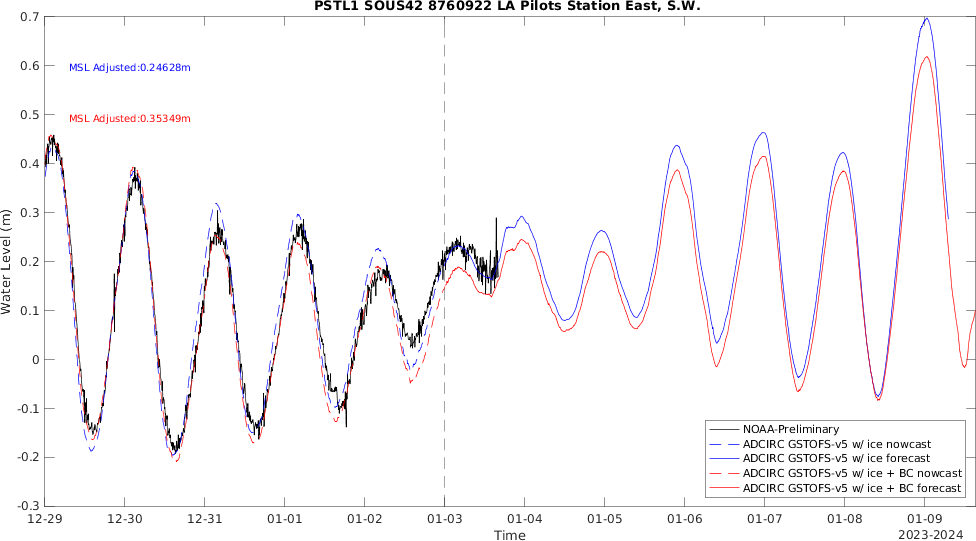 PSTL1 SOUS42 8760922 LA Pilots Station East, S.W.
0.7
0.6
0.5
0.4
0.3
0.2
0.1
0
-0.1
-0.2
-0.3
Water Level (m)
MSL Adjusted:0.24628m
MSL Adjusted:0.35349m
NOAA-Preliminary
ADCIRC GSTOFS-v5 w/ ice nowcast
ADCIRC GSTOFS-v5 w/ ice forecast
ADCIRC GSTOFS-v5 w/ ice + BC nowcast
ADCIRC GSTOFS-v5 w/ ice + BC forecast
12-29 12-30 12-31 01-01 01-02 01-03 01-04 01-05 01-06 01-07 01-08 01-09
Time
2023-2024